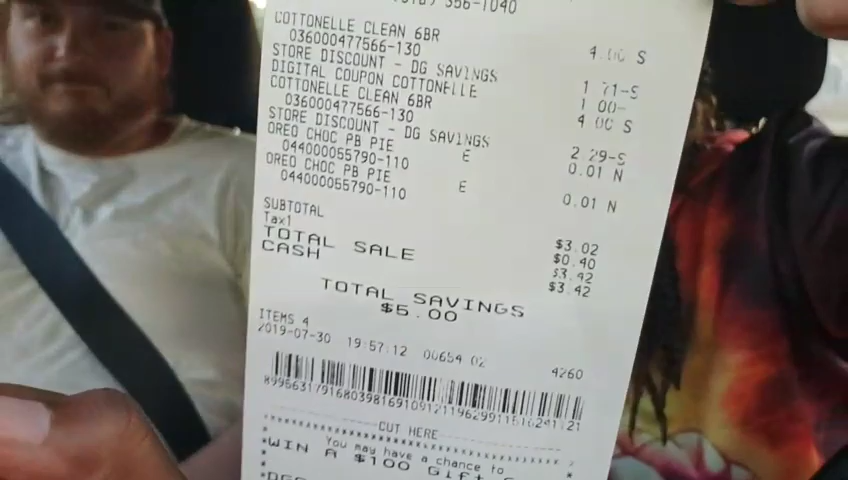 356-1040
COTTONELLE CLEAN 6BR
036000477566-130 4.00 S
STORE DISCOUNT - DG SAVINGS 1 71-S
DIGITAL COUPON COTTONELLE 1 00-
COTTONELLE CLEAN 6BR 4 00 S
036000477566-130
STORE DISCOUNT - DG SAVINGS 2 29-S
OREO CHOC PB PIE E 0.01 N
044000055790-110
OREO CHOC PB PIE E 0.01 N
044000055790-110
SUBTOTAL $3.02
Tax1 $0.40
TOTAL SALE $3.42
CASH $3.42
TOTAL SAVINGS
$5.00
ITEMS 4
2019-07-30 19:57:12 00654 02 4260
CUT HERE
You may have a chance to
*WIN A $100 Gift